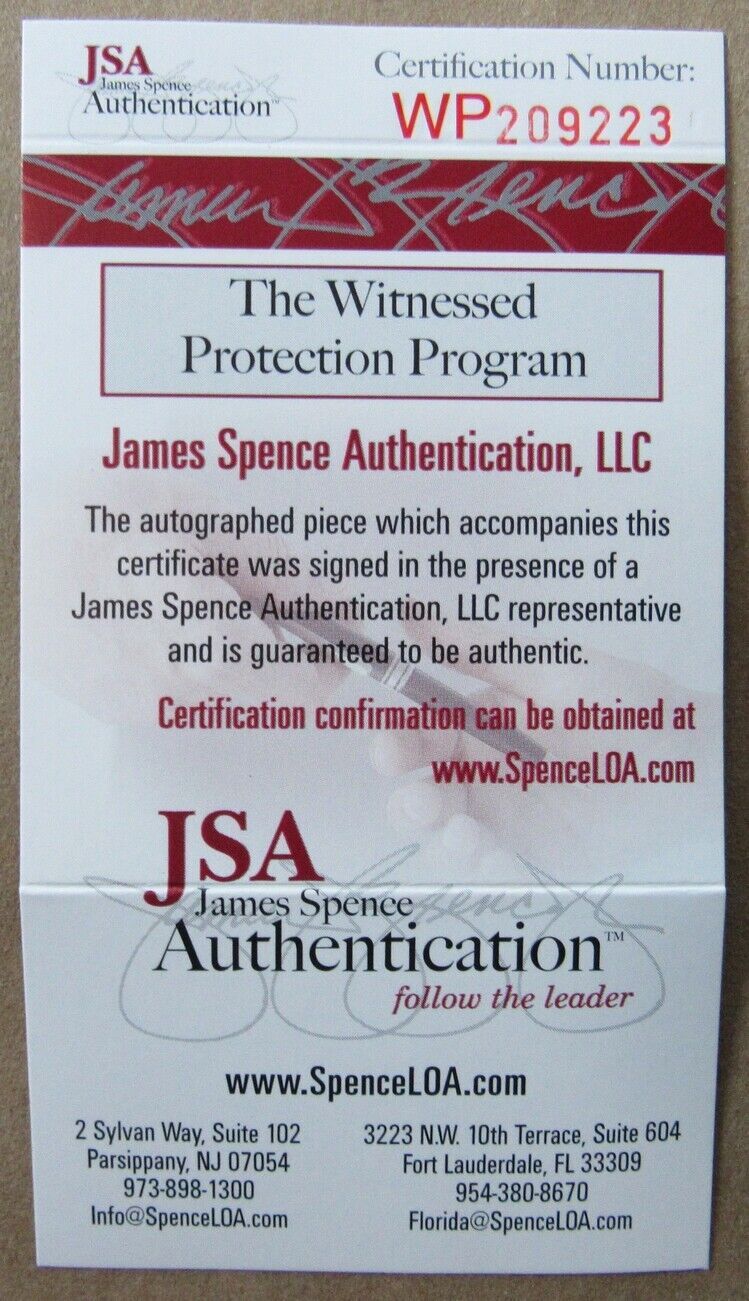 JSA
James Spence
Authentication™
Certification Number:
WP209223
James Spence
The Witnessed
Protection Program
James Spence Authentication, LLC
The autographed piece which accompanies this
certificate was signed in the presence of a
James Spence Authentication, LLC representative
and is guaranteed to be authentic.
Certification confirmation can be obtained at
www.SpenceLOA.com
JSA
James Spence
Authentication™
follow the leader
www.SpenceLOA.com
2 Sylvan Way, Suite 102
Parsippany, NJ 07054
973-898-1300
Info@SpenceLOA.com
3223 N.W. 10th Terrace, Suite 604
Fort Lauderdale, FL 33309
954-380-8670
Florida@SpenceLOA.com